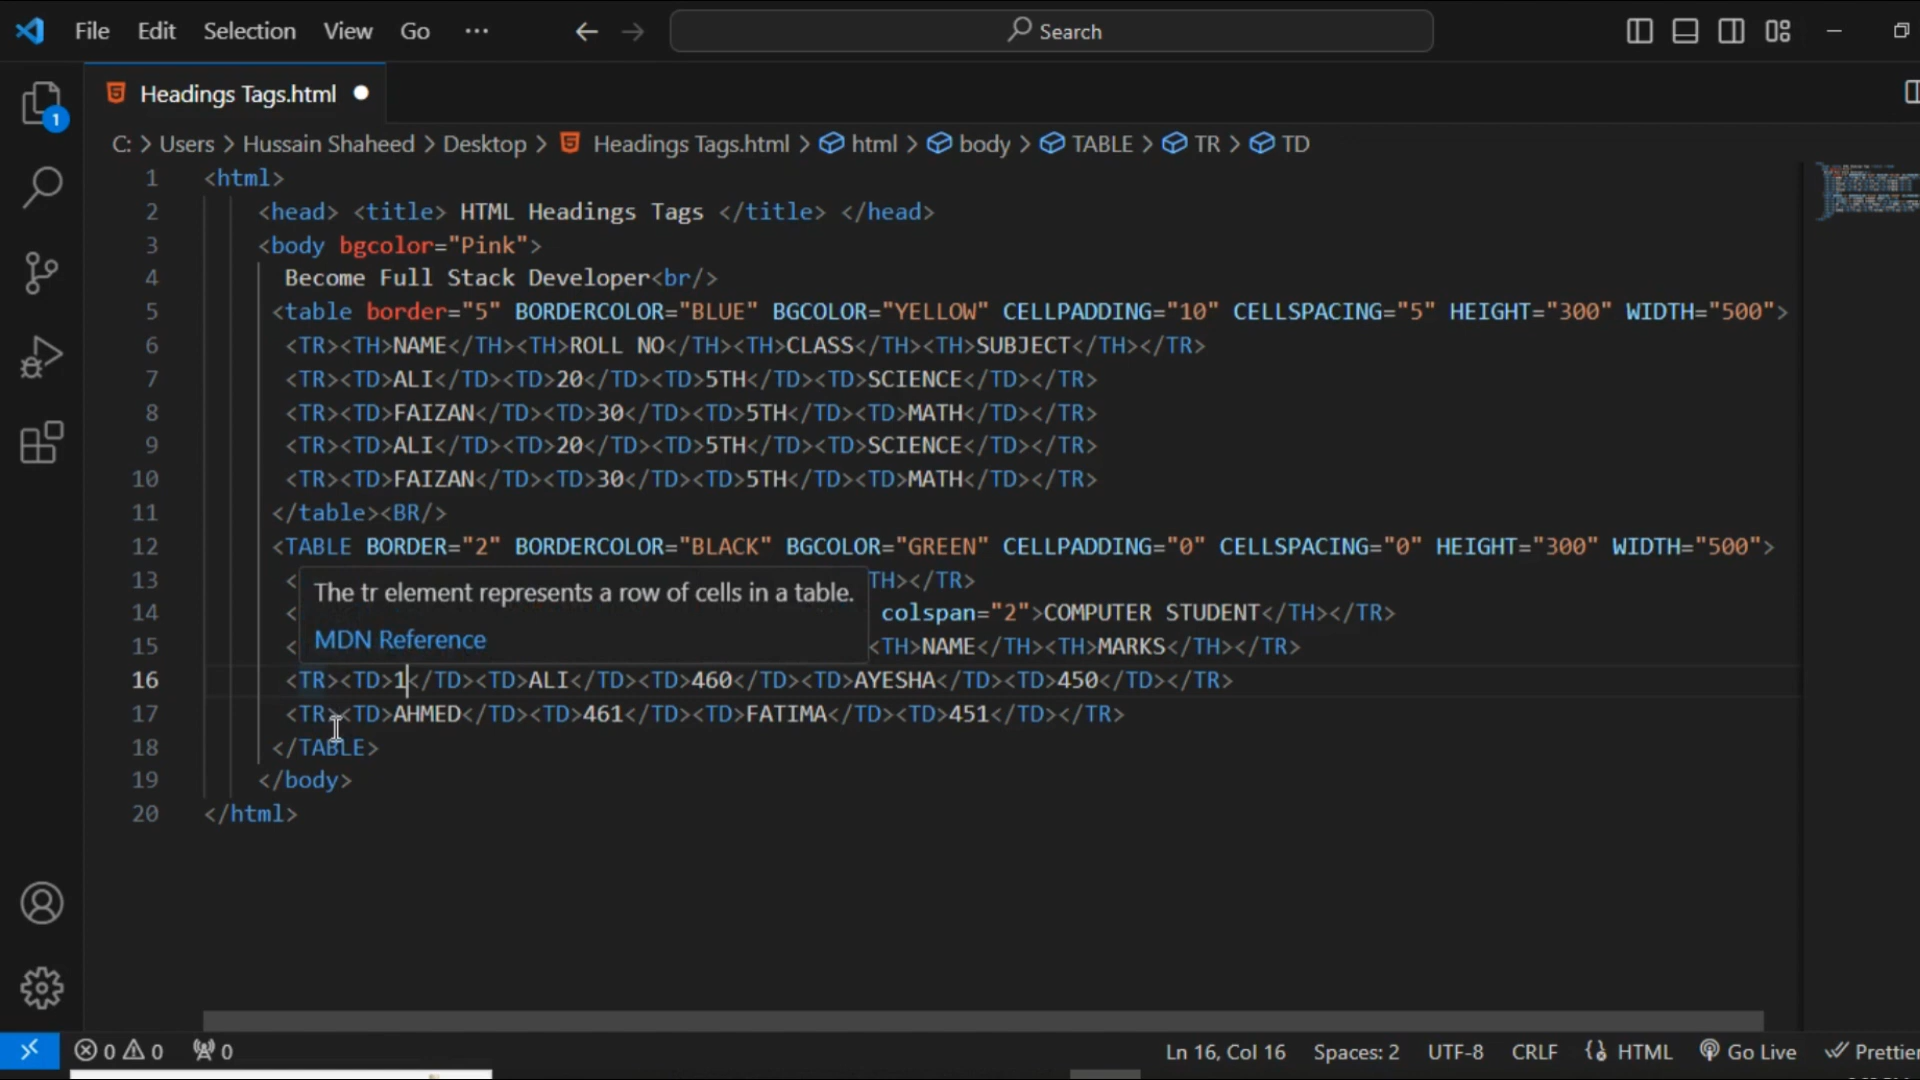 File Edit Selection View Go ... Search
Headings Tags.html
1
C: > Users > Hussain Shaheed > Desktop > Headings Tags.html > html > body > TABLE > TR > TD
1 <html>
2 <head> <title> HTML Headings Tags </title> </head>
3 <body bgcolor="Pink">
4 Become Full Stack Developer<br/>
5 <table border="5" BORDERCOLOR="BLUE" BGCOLOR="YELLOW" CELLPADDING="10" CELLSPACING="5" HEIGHT="300" WIDTH="500">
6 <TR><TH>NAME</TH><TH>ROLL NO</TH><TH>CLASS</TH><TH>SUBJECT</TH></TR>
7 <TR><TD>ALI</TD><TD>20</TD><TD>5TH</TD><TD>SCIENCE</TD></TR>
8 <TR><TD>FAIZAN</TD><TD>30</TD><TD>5TH</TD><TD>MATH</TD></TR>
9 <TR><TD>ALI</TD><TD>20</TD><TD>5TH</TD><TD>SCIENCE</TD></TR>
10 <TR><TD>FAIZAN</TD><TD>30</TD><TD>5TH</TD><TD>MATH</TD></TR>
11 </table><BR/>
12 <TABLE BORDER="2" BORDERCOLOR="BLACK" BGCOLOR="GREEN" CELLPADDING="0" CELLSPACING="0" HEIGHT="300" WIDTH="500">
13 < TH></TR>
The tr element represents a row of cells in a table.
14 < colspan="2">COMPUTER STUDENT</TH></TR>
MDN Reference
15 < <TH>NAME</TH><TH>MARKS</TH></TR>
16 <TR><TD>1</TD><TD>ALI</TD><TD>460</TD><TD>AYESHA</TD><TD>450</TD></TR>
17 <TR><TD>AHMED</TD><TD>461</TD><TD>FATIMA</TD><TD>451</TD></TR>
18 </TABLE>
19 </body>
20 </html>
0 0 0 Ln 16, Col 16 Spaces: 2 UTF-8 CRLF HTML Go Live Prettier